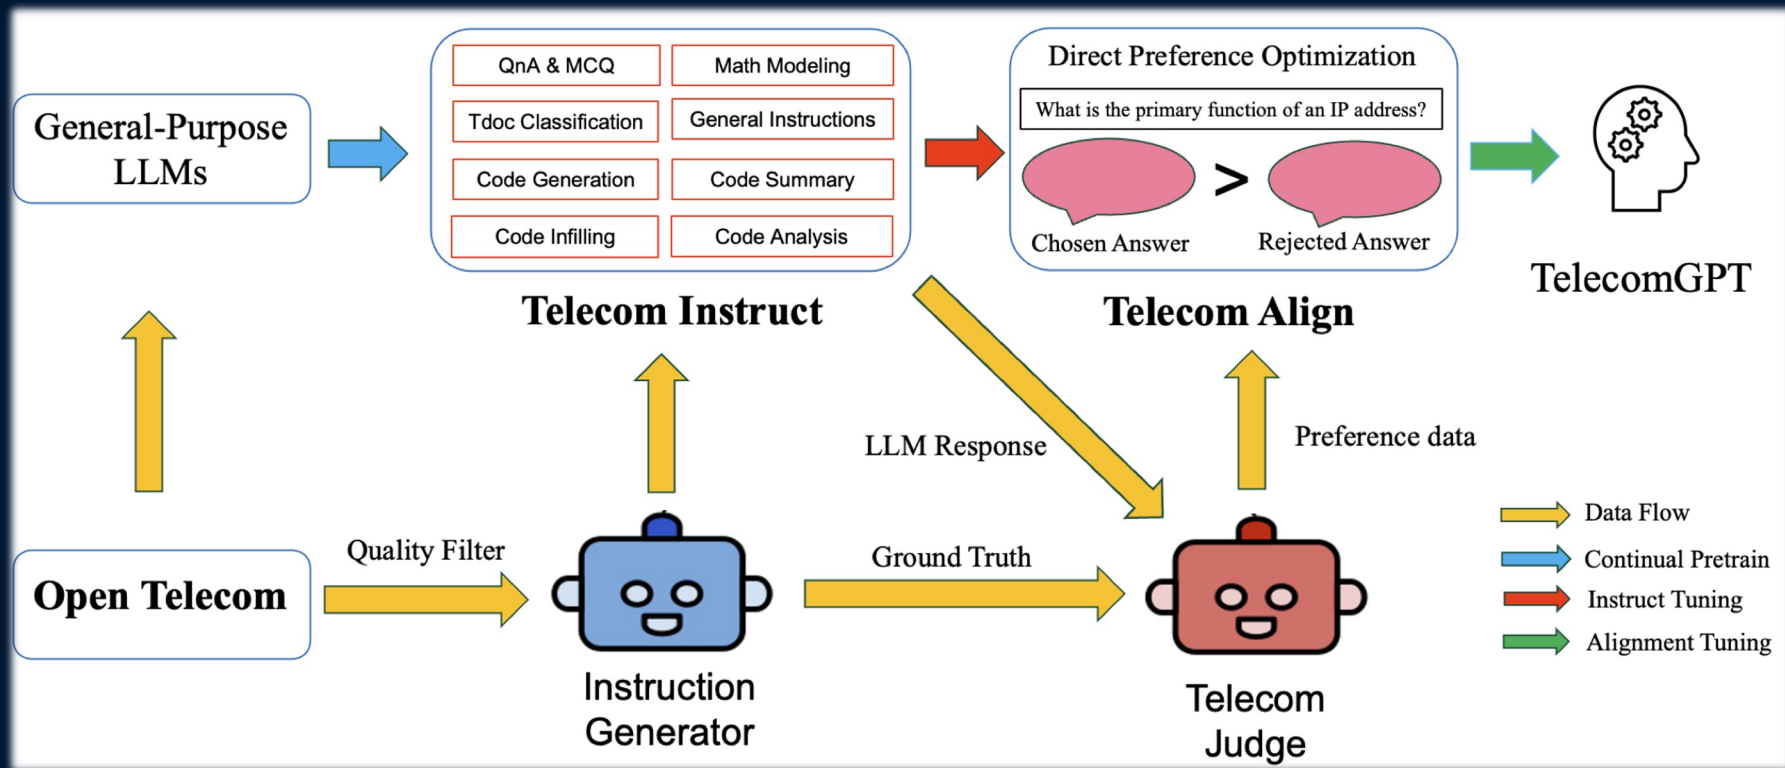 General-Purpose
LLMs
QnA & MCQ
Math Modeling
Tdoc Classification
General Instructions
Code Generation
Code Summary
Code Infilling
Code Analysis
Telecom Instruct
Direct Preference Optimization
What is the primary function of an IP address?
>
Chosen Answer
Rejected Answer
Telecom Align
TelecomGPT
LLM Response
Preference data
Open Telecom
Quality Filter
Instruction
Generator
Ground Truth
Telecom
Judge
Data Flow
Continual Pretrain
Instruct Tuning
Alignment Tuning